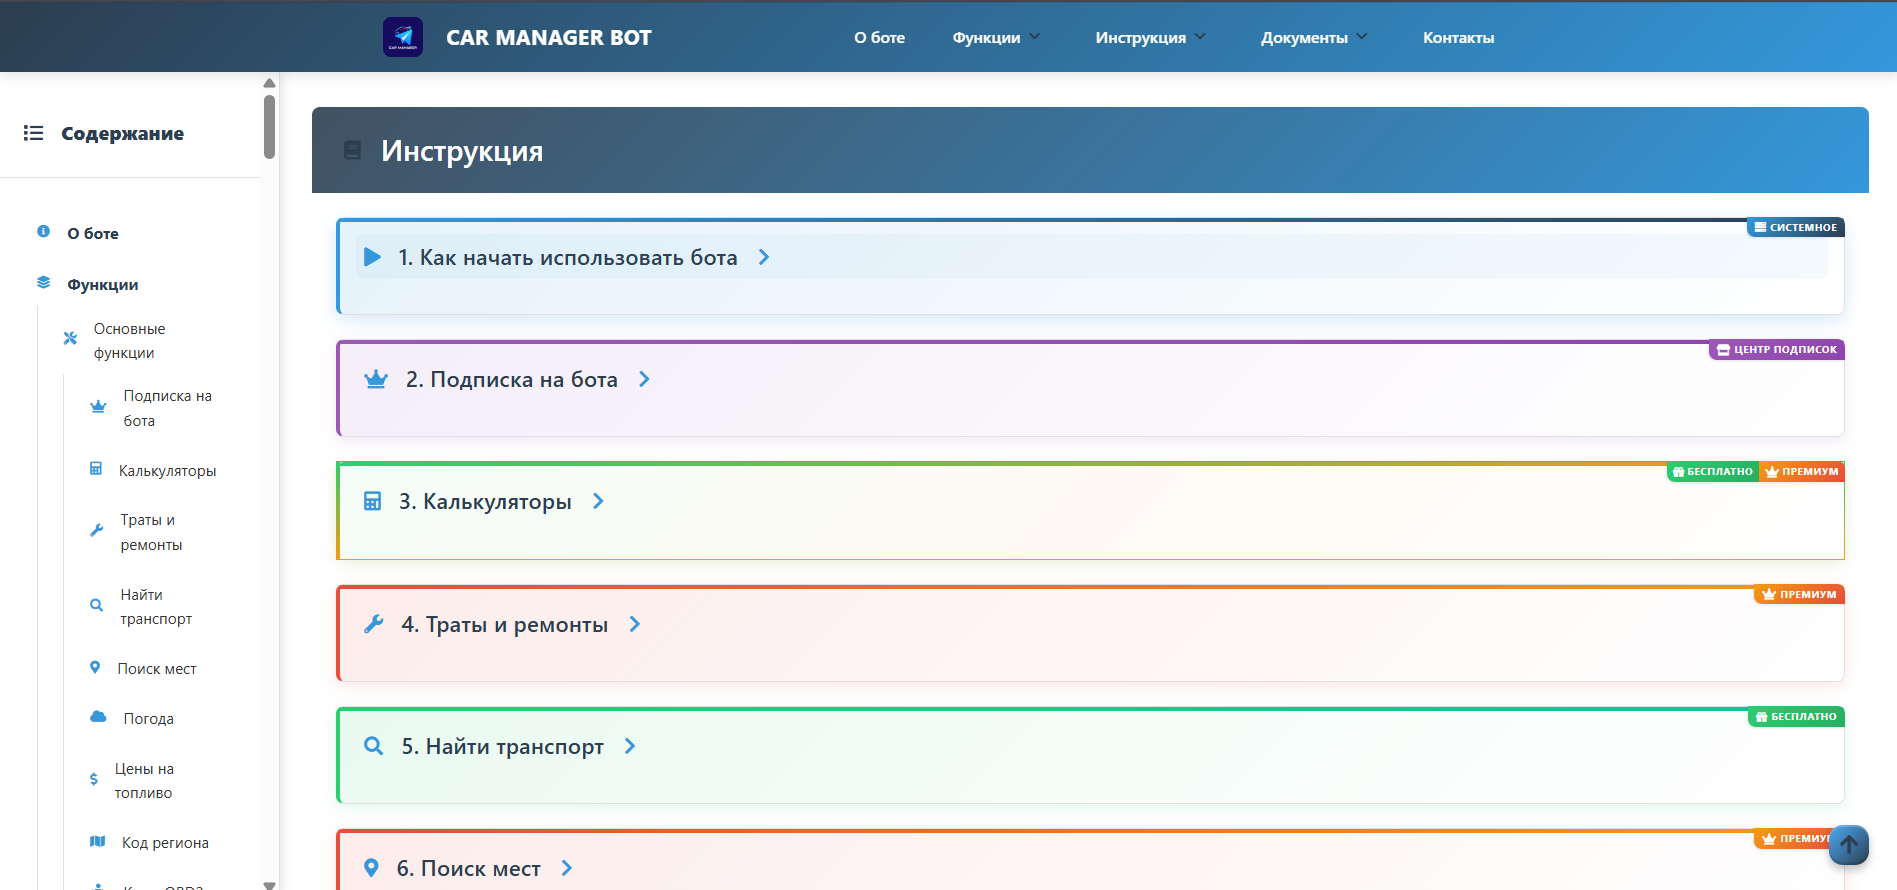 CAR MANAGER
CAR MANAGER BOT
О боте
Функции
Инструкция
Документы
Контакты
Содержание
О боте
Функции
Основные
функции
Подписка на
бота
Калькуляторы
Траты и
ремонты
Найти
транспорт
Поиск мест
Погода
Цены на
топливо
Код региона
Инструкция
СИСТЕМНОЕ
1. Как начать использовать бота
ЦЕНТР ПОДПИСОК
2. Подписка на бота
БЕСПЛАТНО
ПРЕМИУМ
3. Калькуляторы
ПРЕМИУМ
4. Траты и ремонты
БЕСПЛАТНО
5. Найти транспорт
ПРЕМИУМ
6. Поиск мест